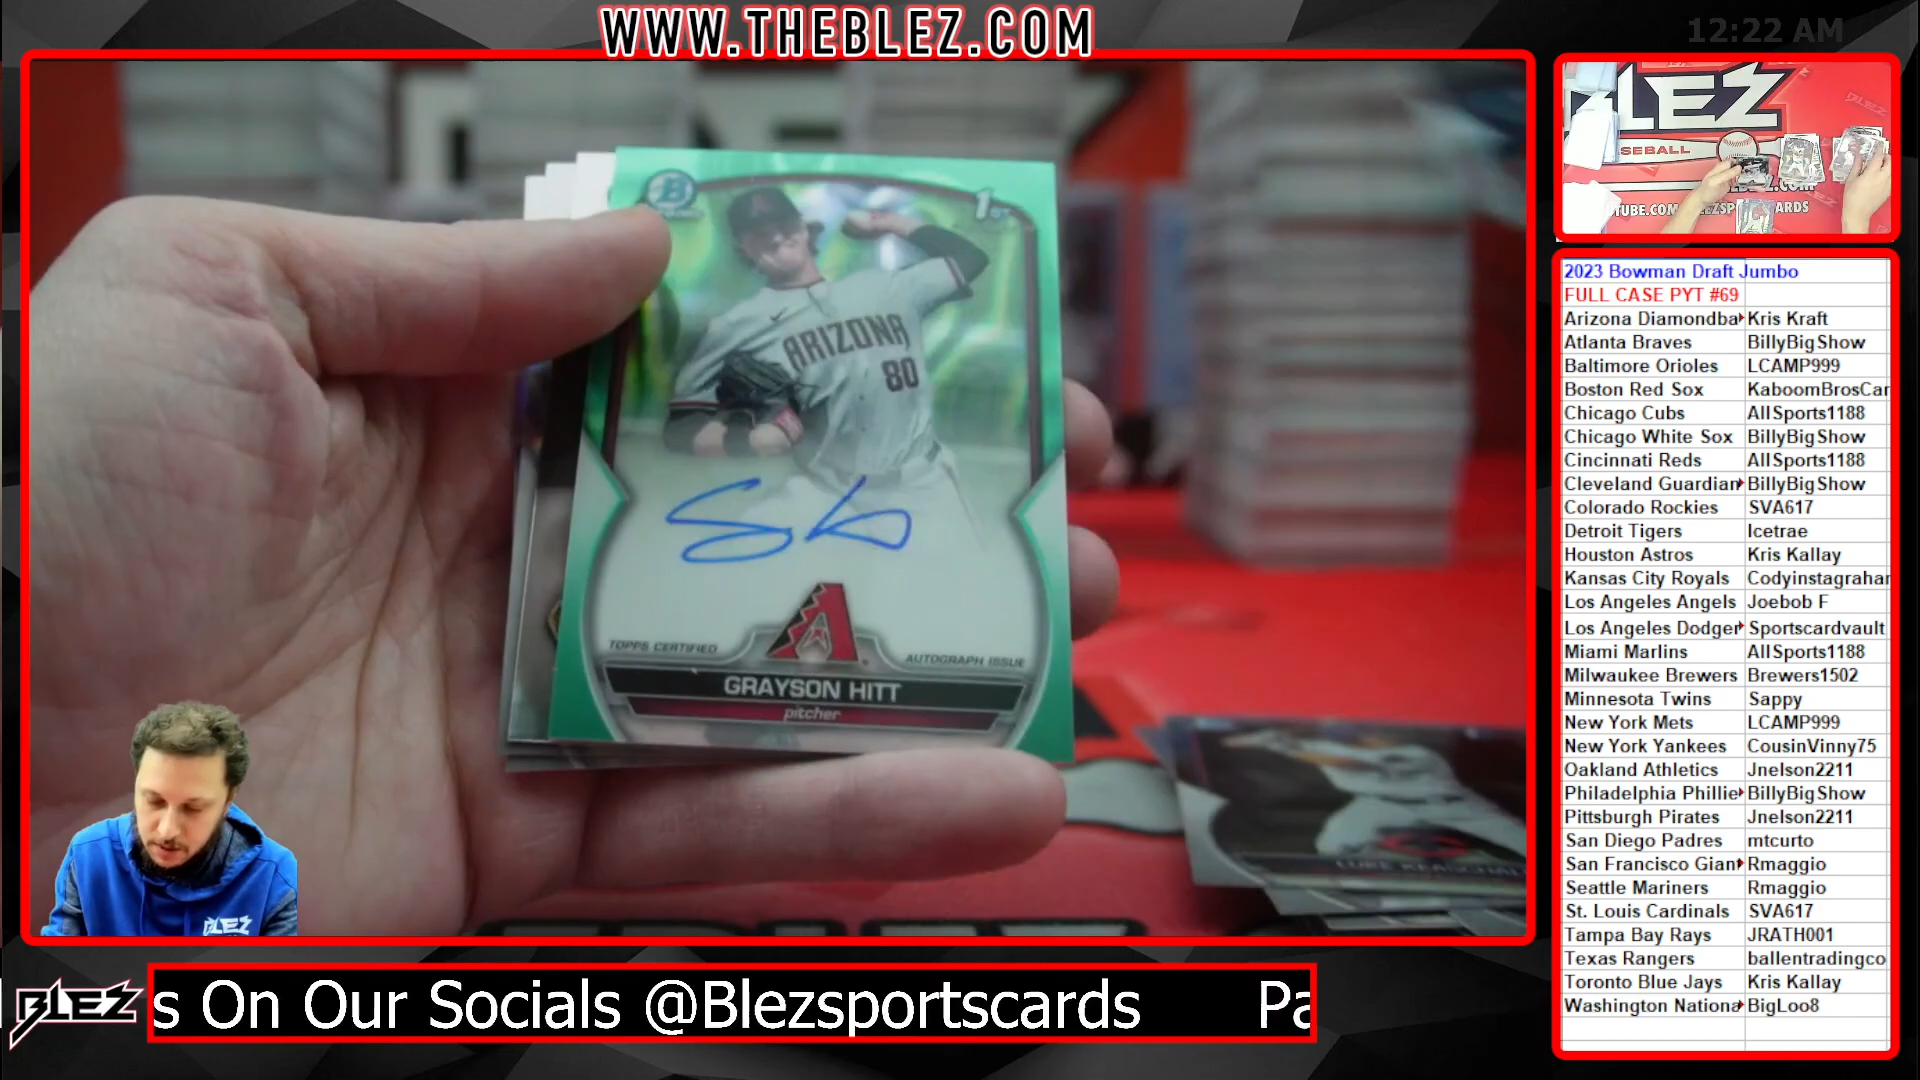 WWW.THEBLEZ.COM
12:22 AM
1st
ARIZONA
80
TOPPS CERTIFIED
AUTOGRAPH ISSUE
GRAYSON HITT
pitcher
BLEZ
SEBALL
2023 Bowman Draft Jumbo
FULL CASE PYT #69
Arizona Diamondba Kris Kraft
Atlanta Braves BillyBigShow
Baltimore Orioles LCAMP999
Boston Red Sox KaboomBrosCar
Chicago Cubs AllSports1188
Chicago White Sox BillyBigShow
Cincinnati Reds AllSports1188
Cleveland Guardian BillyBigShow
Colorado Rockies SVA617
Detroit Tigers Icetrae
Houston Astros Kris Kallay
Kansas City Royals Codyinstagrahar
Los Angeles Angels Joebob F
Los Angeles Dodger Sportscardvault
Miami Marlins AllSports1188
Milwaukee Brewers Brewers1502
Minnesota Twins Sappy
New York Mets LCAMP999
New York Yankees CousinVinny75
Oakland Athletics Jnelson2211
Philadelphia Phillie BillyBigShow
Pittsburgh Pirates Jnelson2211
San Diego Padres mtcurto
San Francisco Giant Rmaggio
Seattle Mariners Rmaggio
St. Louis Cardinals SVA617
Tampa Bay Rays JRATH001
Texas Rangers ballentradingco
Toronto Blue Jays Kris Kallay
Washington Nationa BigLoo8
BLEZ
BLEZ
s On Our Socials @Blezsportscards Pa